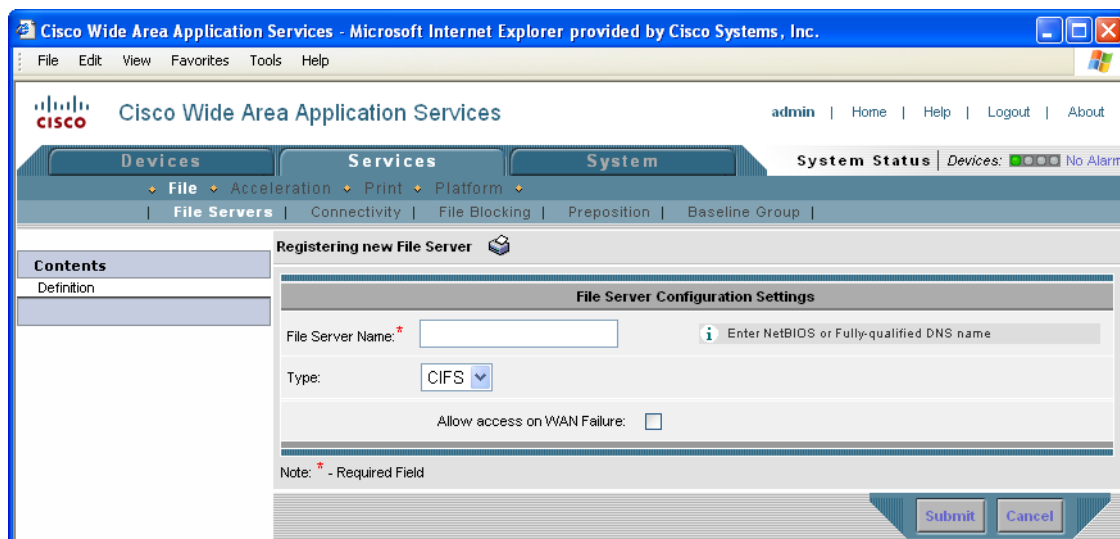 Cisco Wide Area Application Services - Microsoft Internet Explorer provided by Cisco Systems, Inc.
File Edit View Favorites Tools Help
CISCO Cisco Wide Area Application Services admin | Home | Help | Logout | About
Devices Services System System Status | Devices: No Alarm
File Acceleration Print Platform
| File Servers | Connectivity | File Blocking | Preposition | Baseline Group |
Registering new File Server
Contents
Definition
File Server Configuration Settings
File Server Name:* i Enter NetBIOS or Fully-qualified DNS name
Type: CIFS
Allow access on WAN Failure:
Note: * - Required Field
Submit Cancel